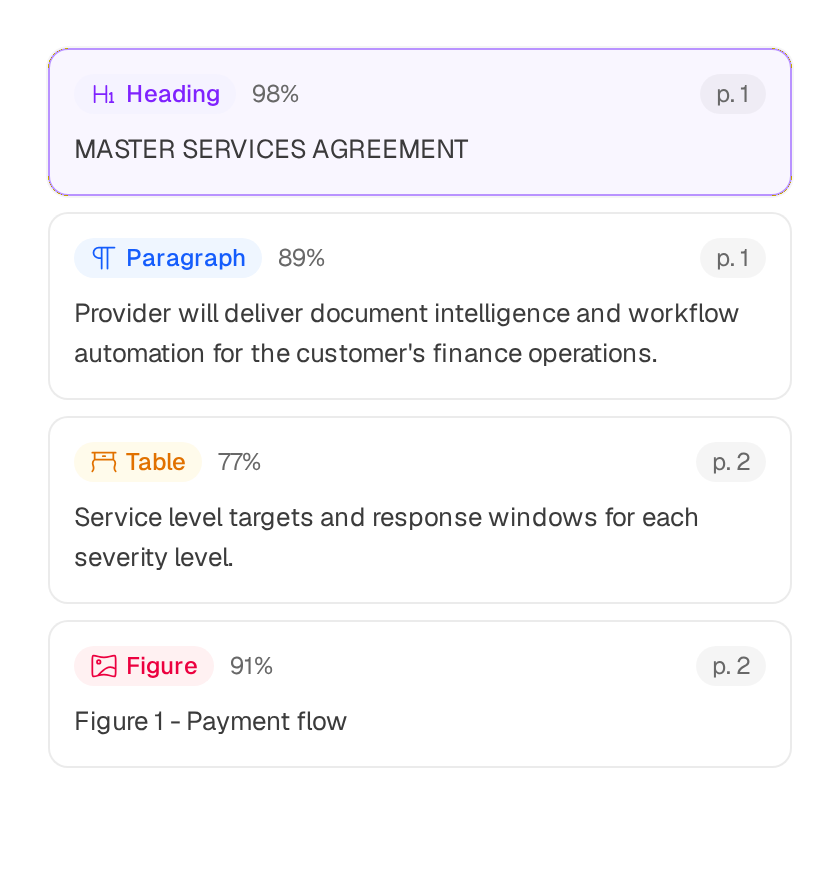 H1 Heading 98% p. 1
MASTER SERVICES AGREEMENT
Paragraph 89% p. 1
Provider will deliver document intelligence and workflow
automation for the customer's finance operations.
Table 77% p. 2
Service level targets and response windows for each
severity level.
Figure 91% p. 2
Figure 1 - Payment flow